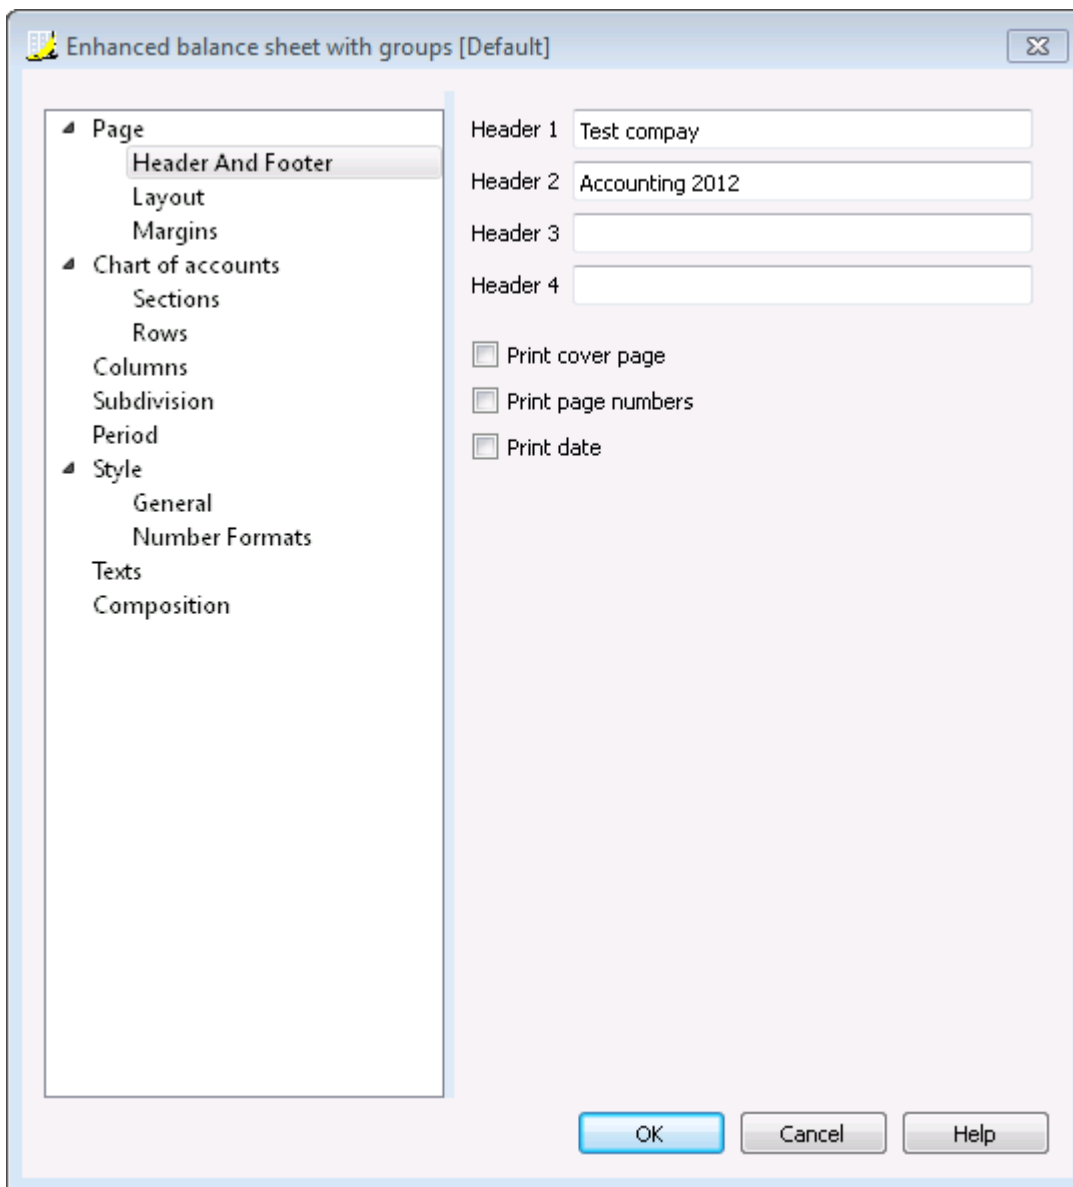 Enhanced balance sheet with groups [Default]
Page
Header And Footer
Layout
Margins
Chart of accounts
Sections
Rows
Columns
Subdivision
Period
Style
General
Number Formats
Texts
Composition
Header 1 Test compay
Header 2 Accounting 2012
Header 3
Header 4
Print cover page
Print page numbers
Print date
OK Cancel Help